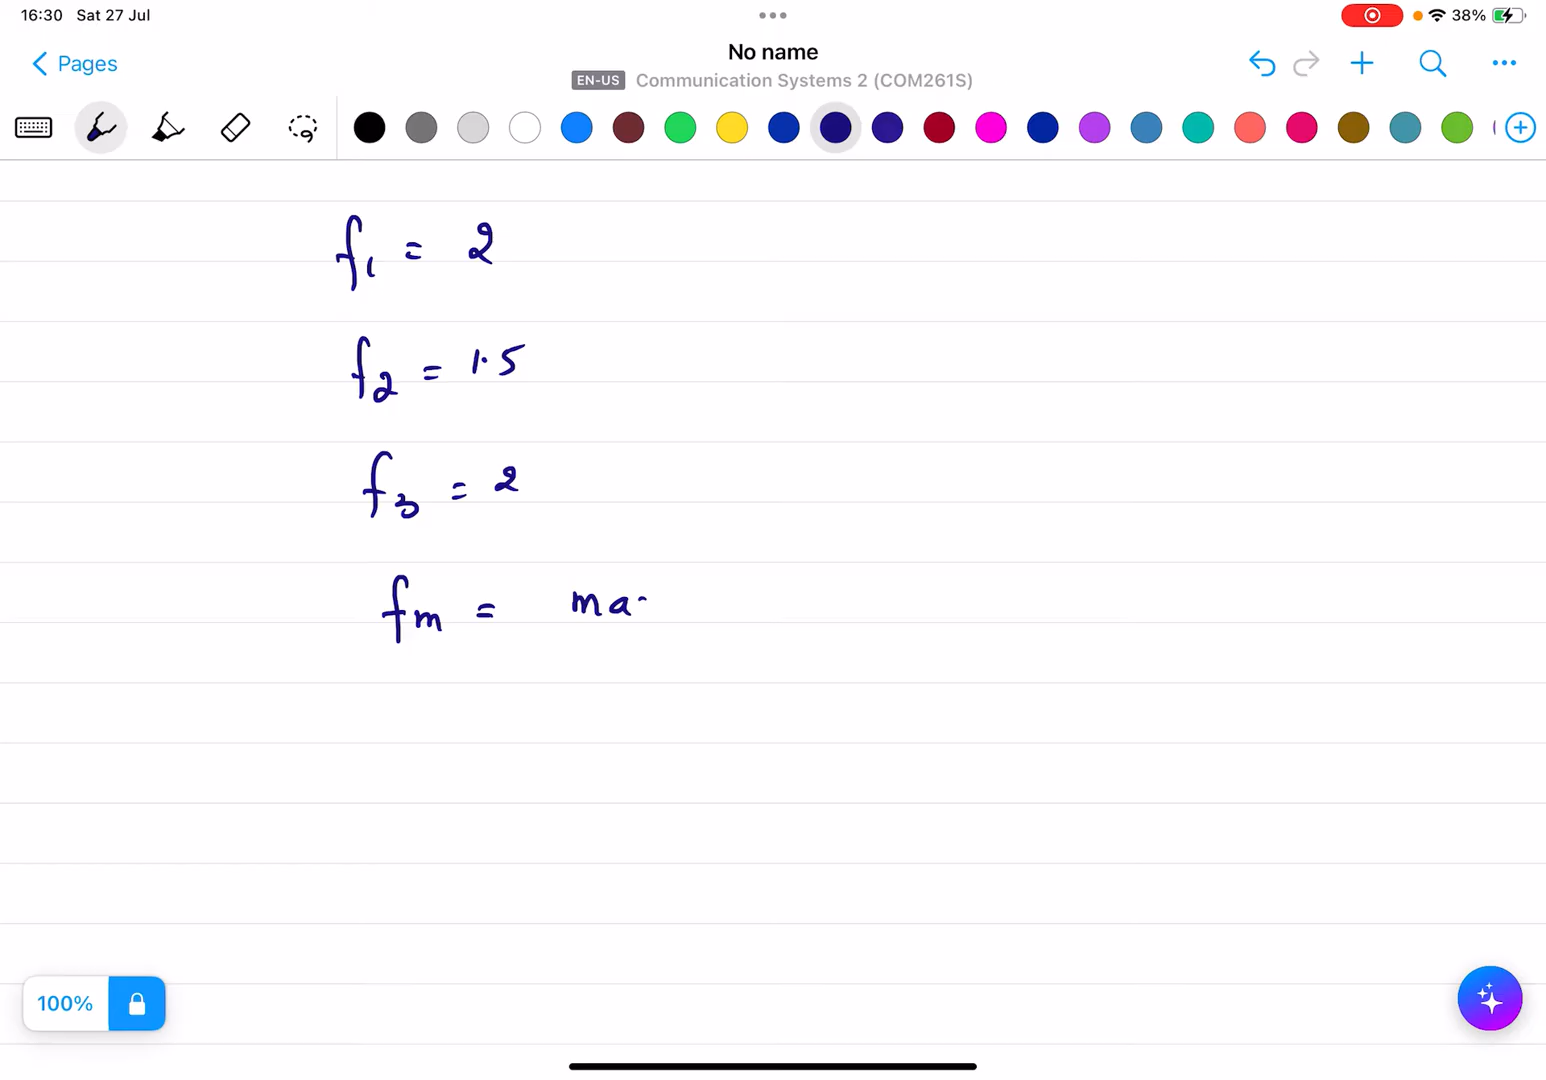 16:30 Sat 27 Jul 38%
No name
Pages
EN-US Communication Systems 2 (COM261S)
f1 = 2
f2 = 1.5
f3 = 2
fm = ma
100%